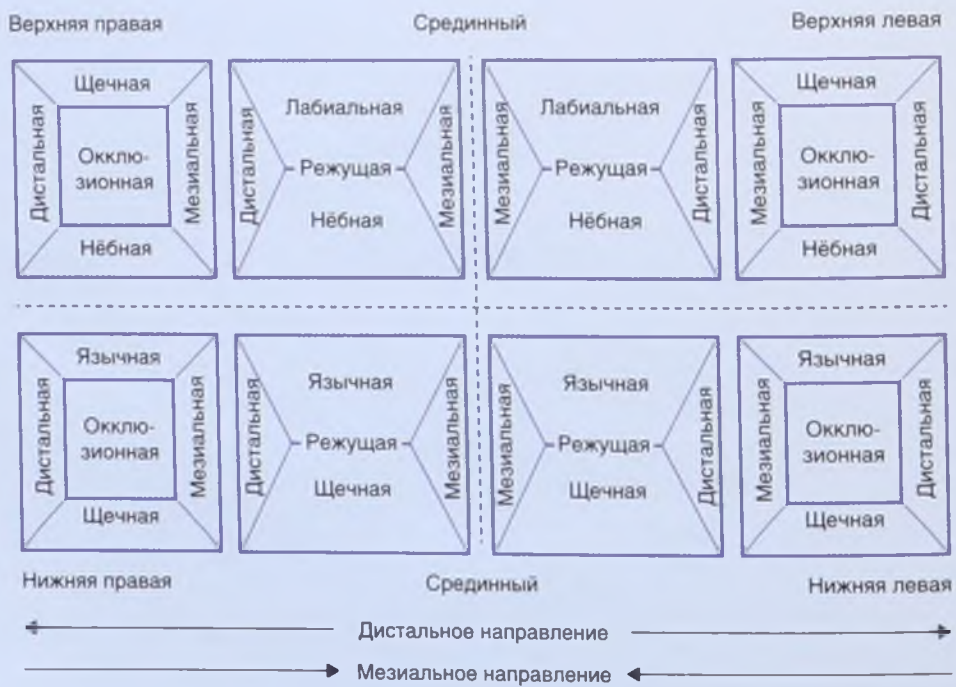 Верхняя правая Срединный Верхняя левая
Щечная Щечная
Дистальная Окклю- зионная Мезиальная
Нёбная
Лабиальная
Дистальная Режущая Мезиальная
Нёбная
Лабиальная
Мезиальная Режущая Дистальная
Нёбная
Мезиальная Окклю- зионная Дистальная
Нёбная
Язычная
Дистальная Окклю- зионная Мезиальная
Щечная
Язычная
Дистальная Режущая Мезиальная
Щечная
Язычная
Мезиальная Режущая Дистальная
Щечная
Язычная
Мезиальная Окклю- зионная Дистальная
Щечная
Нижняя правая Срединный Нижняя левая
Дистальное направление
Мезиальное направление